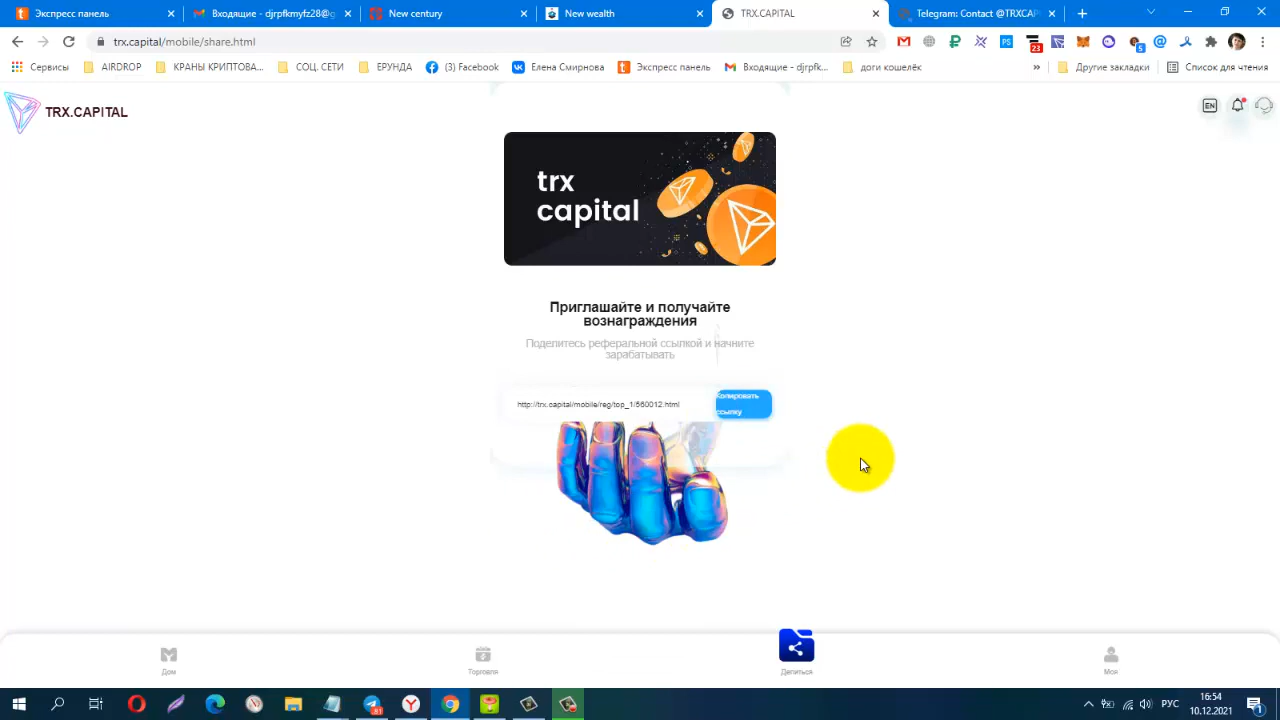 Экспресс панель
Входящие - djrpfkmyfz28@g
New century
New wealth
TRX.CAPITAL
Telegram: Contact @TRXCAP
trx.capital/mobile/share.html
23
5
Сервисы
AIRDROP
КРАНЫ КРИПТОВА...
СОЦ. СЕТИ
ЕРУНДА
(3) Facebook
Елена Смирнова
Экспресс панель
Входящие - djrpfk...
доги кошелёк
»
Другие закладки
Список для чтения
TRX.CAPITAL
EN
trx
capital
Приглашайте и получайте
вознаграждения
Поделитесь реферальной ссылкой и начните
зарабатывать
http://trx.capital/mobile/reg/top_1/560012.html
Копировать
ссылку
Дом
Торговля
Делиться
Моя
РУС
16:54
10.12.2021